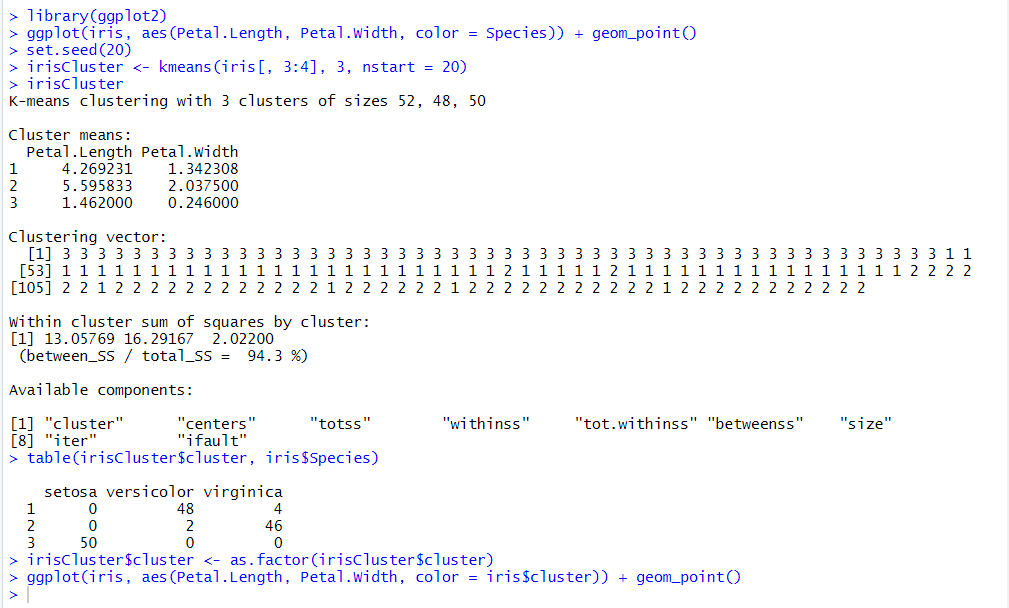 > library(ggplot2)
> ggplot(iris, aes(Petal.Length, Petal.Width, color = Species)) + geom_point()
> set.seed(20)
> irisCluster <- kmeans(iris[, 3:4], 3, nstart = 20)
> irisCluster
K-means clustering with 3 clusters of sizes 52, 48, 50
Cluster means:
Petal.Length Petal.Width
1 4.269231 1.342308
2 5.595833 2.037500
3 1.462000 0.246000
Clustering vector:
[1] 3 3 3 3 3 3 3 3 3 3 3 3 3 3 3 3 3 3 3 3 3 3 3 3 3 3 3 3 3 3 3 3 3 3 3 3 3 3 3 3 3 3 3 3 3 3 3 3 3 3 1 1
[53] 1 1 1 1 1 1 1 1 1 1 1 1 1 1 1 1 1 1 1 1 1 1 1 1 1 2 1 1 1 1 1 2 1 1 1 1 1 1 1 1 1 1 1 1 1 1 1 1 2 2 2 2
[105] 2 2 1 2 2 2 2 2 2 2 2 2 2 2 2 1 2 2 2 2 2 2 1 2 2 2 2 2 2 2 2 2 2 2 1 2 2 2 2 2 2 2 2 2 2 2
Within cluster sum of squares by cluster:
[1] 13.05769 16.29167 2.02200
(between_SS / total_SS = 94.3 %)
Available components:
[1] "cluster" "centers" "totss" "withinss" "tot.withinss" "betweenss" "size"
[8] "iter" "ifault"
> table(irisCluster$cluster, iris$Species)
setosa versicolor virginica
1 0 48 4
2 0 2 46
3 50 0 0
> irisCluster$cluster <- as.factor(irisCluster$cluster)
> ggplot(iris, aes(Petal.Length, Petal.Width, color = iris$cluster)) + geom_point()
>